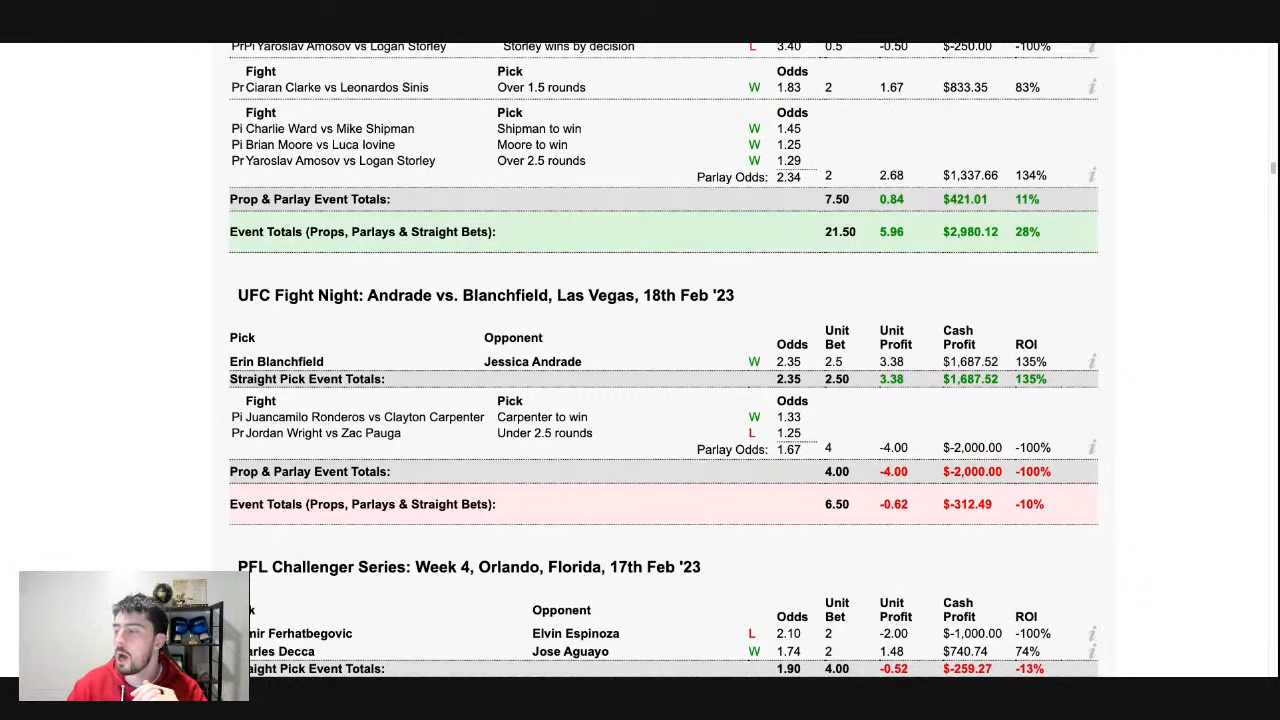 PrPi Yaroslav Amosov vs Logan Storley Storley wins by decision L 3.40 0.5 -0.50 $-250.00 -100%
Fight Pick Odds
Pr Ciaran Clarke vs Leonardos Sinis Over 1.5 rounds W 1.83 2 1.67 $833.35 83%
Fight Pick Odds
Pi Charlie Ward vs Mike Shipman Shipman to win W 1.45
Pi Brian Moore vs Luca Iovine Moore to win W 1.25
Pr Yaroslav Amosov vs Logan Storley Over 2.5 rounds W 1.29
Parlay Odds: 2.34 2 2.68 $1,337.66 134%
Prop & Parlay Event Totals: 7.50 0.84 $421.01 11%
Event Totals (Props, Parlays & Straight Bets): 21.50 5.96 $2,980.12 28%
UFC Fight Night: Andrade vs. Blanchfield, Las Vegas, 18th Feb '23
Pick Opponent Odds Unit Bet Unit Profit Cash Profit ROI
Erin Blanchfield Jessica Andrade W 2.35 2.5 3.38 $1,687.52 135%
Straight Pick Event Totals: 2.35 2.50 3.38 $1,687.52 135%
Fight Pick Odds
Pi Juancamilo Ronderos vs Clayton Carpenter Carpenter to win W 1.33
Pr Jordan Wright vs Zac Pauga Under 2.5 rounds L 1.25
Parlay Odds: 1.67 4 -4.00 $-2,000.00 -100%
Prop & Parlay Event Totals: 4.00 -4.00 $-2,000.00 -100%
Event Totals (Props, Parlays & Straight Bets): 6.50 -0.62 $-312.49 -10%
PFL Challenger Series: Week 4, Orlando, Florida, 17th Feb '23
Opponent Odds Unit Bet Unit Profit Cash Profit ROI
Ferhatbegovic Elvin Espinoza L 2.10 2 -2.00 $-1,000.00 -100%
Decca Jose Aguayo W 1.74 2 1.48 $740.74 74%
Pick Event Totals: 1.90 4.00 -0.52 $-259.27 -13%